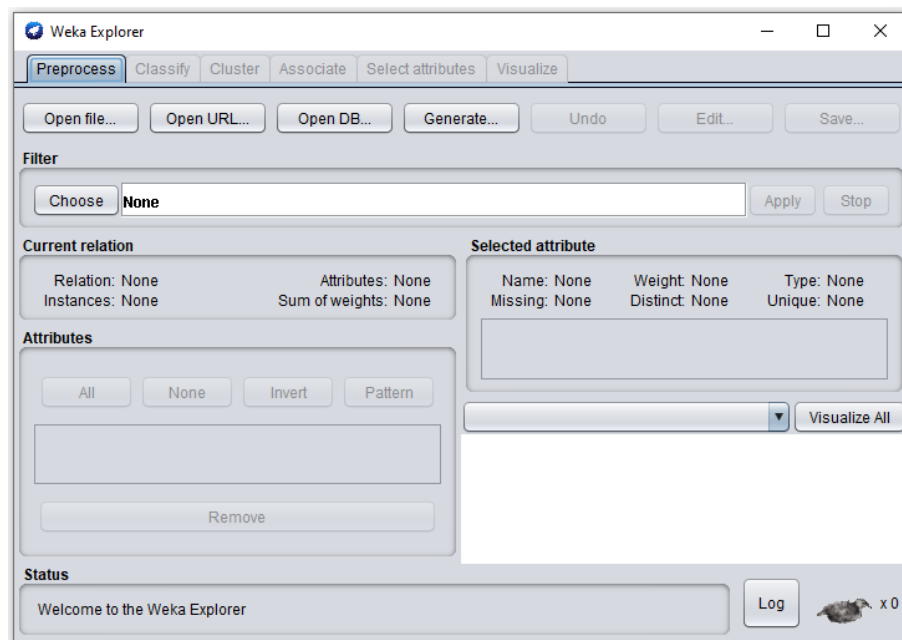 Weka Explorer
Preprocess Classify Cluster Associate Select attributes Visualize
Open file... Open URL... Open DB... Generate... Undo Edit... Save...
Filter
Choose None Apply Stop
Current relation
Relation: None Attributes: None
Instances: None Sum of weights: None
Selected attribute
Name: None Weight: None Type: None
Missing: None Distinct: None Unique: None
Attributes
All None Invert Pattern
Remove
Visualize All
Status
Welcome to the Weka Explorer
Log x 0